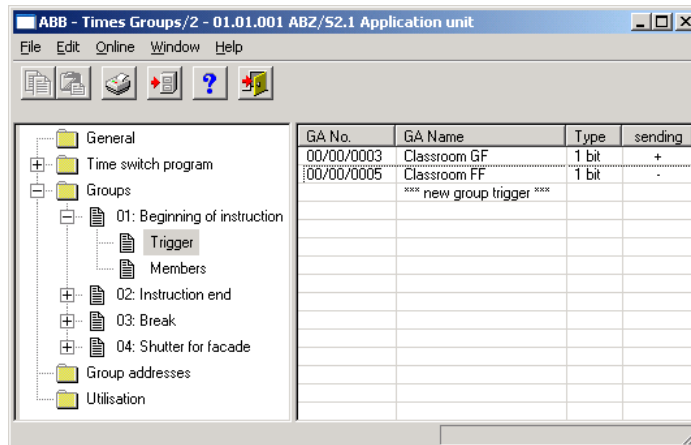 ABB - Times Groups/2 - 01.01.001 ABZ/S2.1 Application unit
File Edit Online Window Help
General
Time switch program
Groups
01: Beginning of instruction
Trigger
Members
02: Instruction end
03: Break
04: Shutter for facade
Group addresses
Utilisation
GA No. GA Name Type sending
00/00/0003 Classroom GF 1 bit +
00/00/0005 Classroom FF 1 bit -
*** new group trigger ***